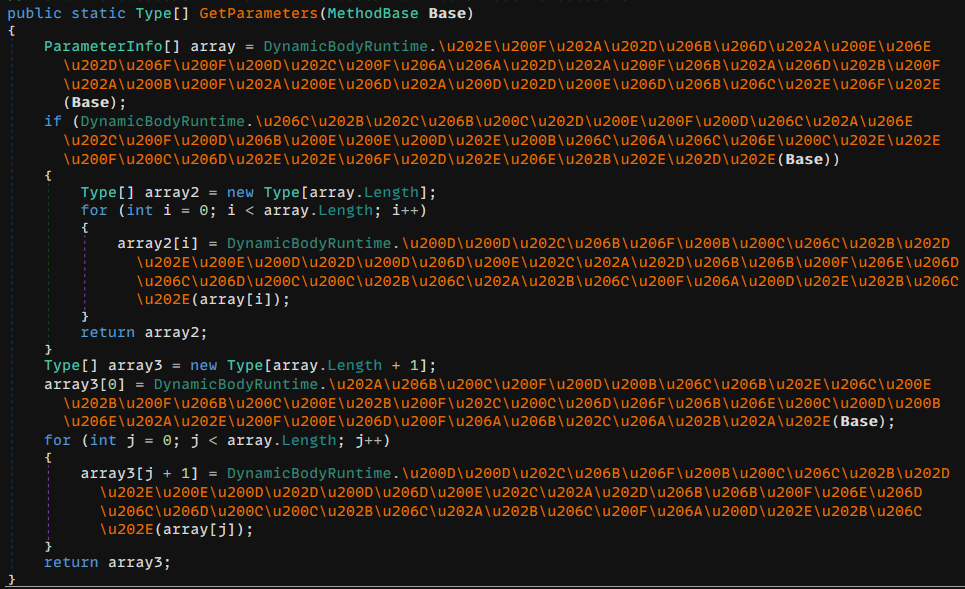 public static Type[] GetParameters(MethodBase Base)
{
ParameterInfo[] array = DynamicBodyRuntime.\u202E\u200F\u202A\u202D\u206B\u206D\u202A\u200E\u206E
\u202D\u206F\u200F\u200D\u202C\u200F\u206A\u206A\u202D\u202A\u200F\u206B\u202A\u206D\u202B\u200F
\u202A\u200B\u200F\u202A\u200E\u206D\u202A\u200D\u202D\u200E\u206D\u206B\u206C\u202E\u206F\u202E
(Base);
if (DynamicBodyRuntime.\u206C\u202B\u202C\u206B\u200C\u202D\u200E\u200F\u200D\u206C\u202A\u206E
\u202C\u200F\u200D\u206B\u200E\u200E\u200D\u202E\u200B\u206C\u206A\u206C\u206E\u200C\u202E\u202E
\u200F\u200C\u206D\u202E\u202E\u206F\u202D\u202E\u206E\u202B\u202E\u202D\u202E(Base))
{
Type[] array2 = new Type[array.Length];
for (int i = 0; i < array.Length; i++)
{
array2[i] = DynamicBodyRuntime.\u200D\u200D\u202C\u206B\u206F\u200B\u200C\u206C\u202B\u202D
\u202E\u200E\u200D\u202D\u200D\u206D\u200E\u202C\u202A\u202D\u206B\u206B\u200F\u206E\u206D
\u206C\u206D\u200C\u200C\u202B\u206C\u202A\u202B\u206C\u200F\u206A\u200D\u202E\u202B\u206C
\u202E(array[i]);
}
return array2;
}
Type[] array3 = new Type[array.Length + 1];
array3[0] = DynamicBodyRuntime.\u202A\u206B\u200C\u200F\u200D\u200B\u206C\u206B\u202E\u206C\u200E
\u202B\u200F\u206B\u200C\u200E\u202B\u200F\u202C\u200C\u206D\u206F\u206B\u206E\u200C\u200D\u200B
\u206E\u202A\u202E\u200F\u200E\u206F\u206A\u206B\u202C\u206A\u202B\u202A\u202E(Base);
for (int j = 0; j < array.Length; j++)
{
array3[j + 1] = DynamicBodyRuntime.\u200D\u200D\u202C\u206B\u206F\u200B\u200C\u206C\u202B\u202D
\u202E\u200E\u200D\u202D\u200D\u206D\u200E\u202C\u202A\u202D\u206B\u206B\u200F\u206E\u206D
\u206C\u206D\u200C\u200C\u202B\u206C\u202A\u202B\u206C\u200F\u206A\u200D\u202E\u202B\u206C
\u202E(array[j]);
}
return array3;
}